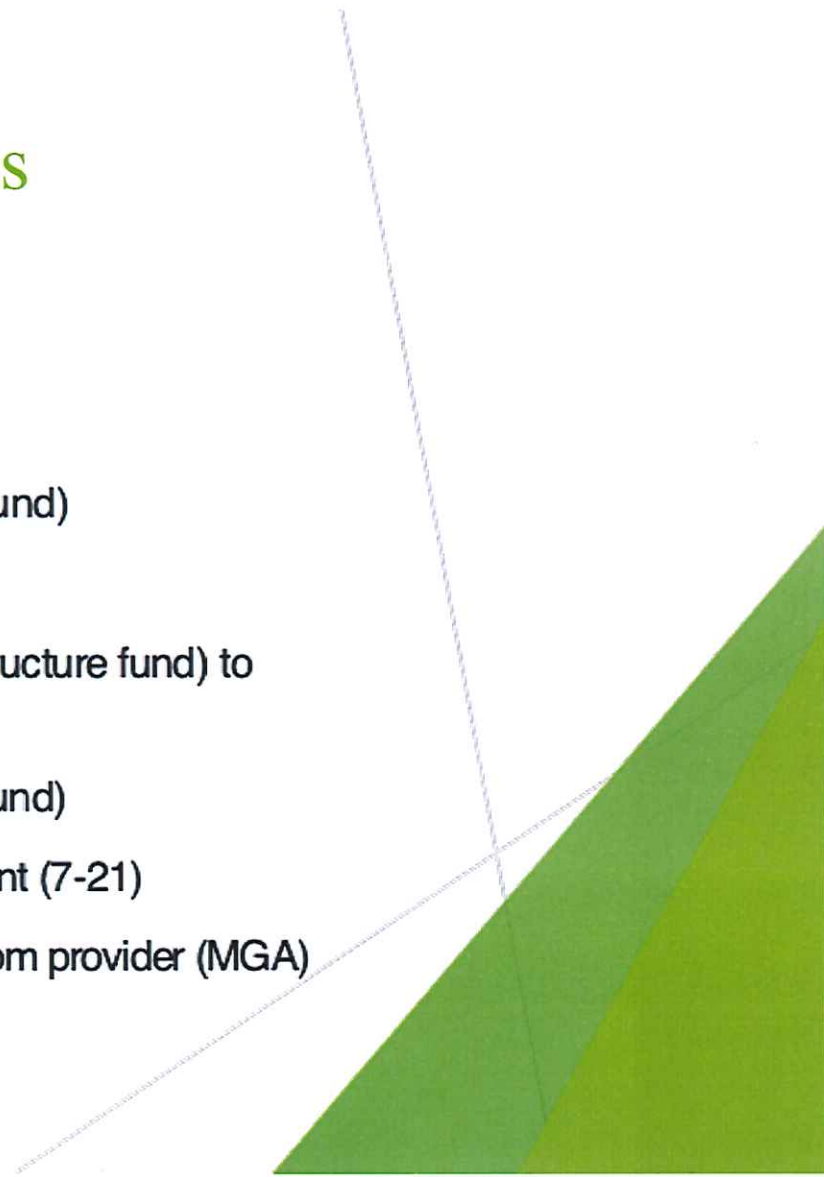 s
und)
ucture fund) to
und)
nt (7-21)
om provider (MGA)